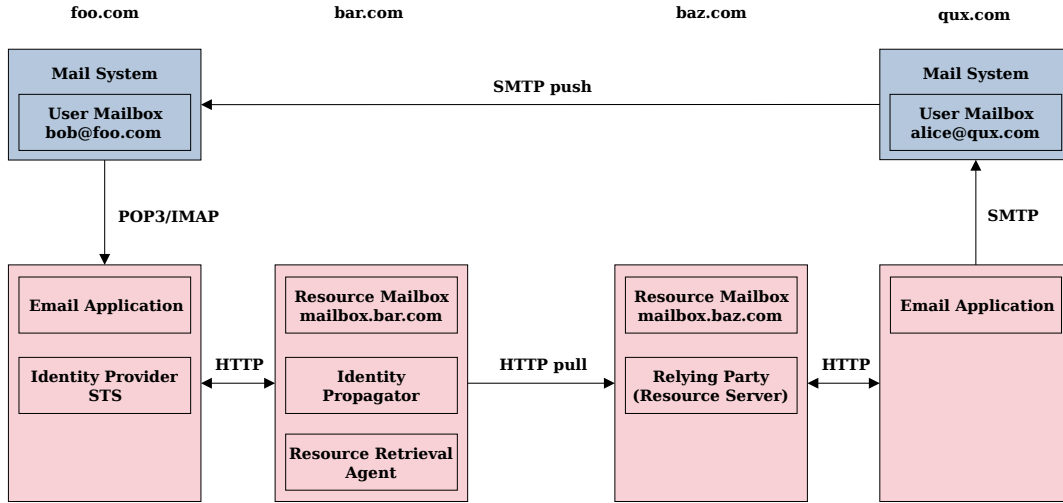 foo.com
bar.com
baz.com
qux.com
Mail System
User Mailbox
bob@foo.com
SMTP push
Mail System
User Mailbox
alice@qux.com
POP3/IMAP
SMTP
Email Application
Identity Provider
STS
HTTP
Resource Mailbox
mailbox.bar.com
Identity
Propagator
Resource Retrieval
Agent
HTTP pull
Resource Mailbox
mailbox.baz.com
Relying Party
(Resource Server)
HTTP
Email Application